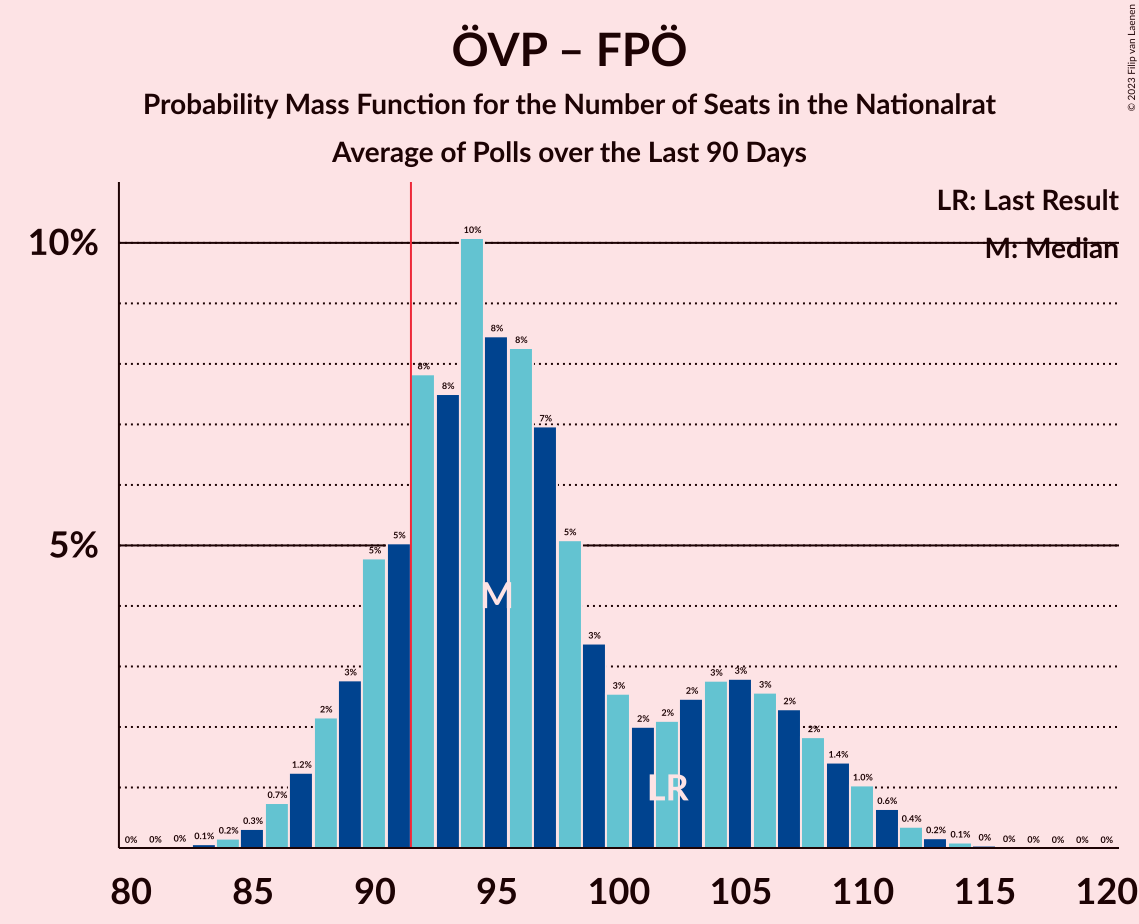 ÖVP – FPÖ
Probability Mass Function for the Number of Seats in the Nationalrat
Average of Polls over the Last 90 Days
© 2023 Filip van Laenen
LR: Last Result
M: Median
10%
5%
0% 0% 0% 0.1% 0.2% 0.3% 0.7% 1.2% 2% 3% 5% 5% 8% 8% 10% 8% 8% 7% 5% 3% 3% 2% 2% 2% 3% 3% 3% 2% 2% 1.4% 1.0% 0.6% 0.4% 0.2% 0.1% 0% 0% 0% 0% 0% 0%
M
LR
80 85 90 95 100 105 110 115 120